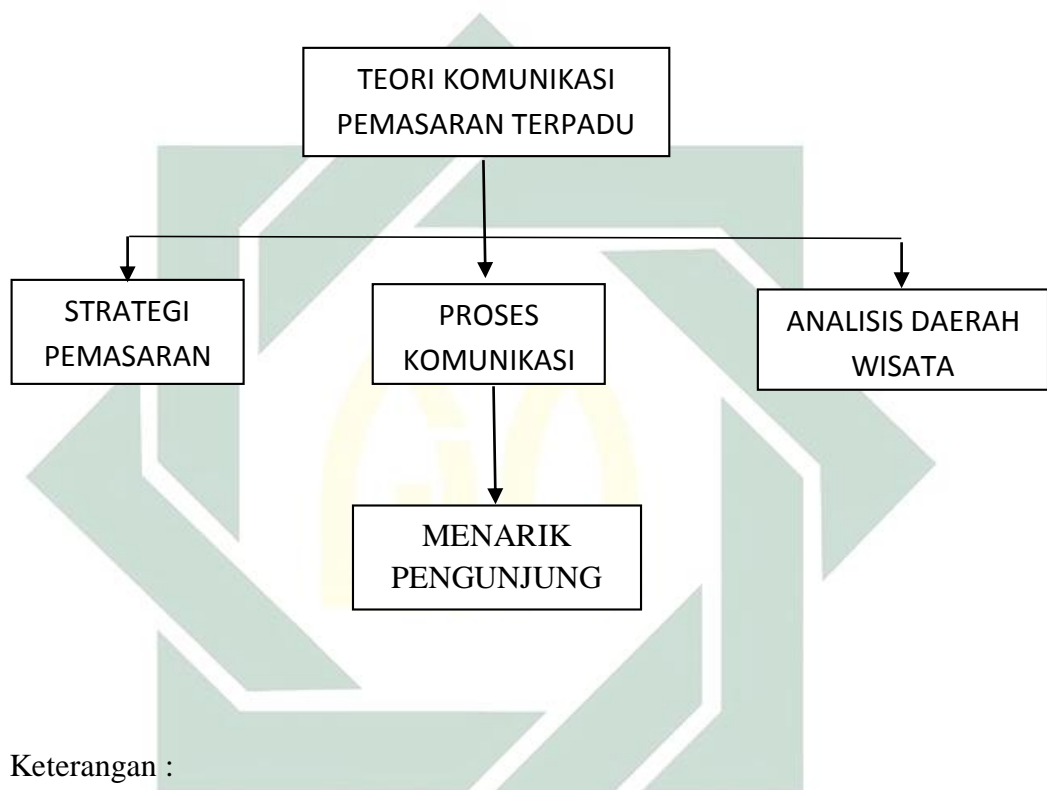 TEORI KOMUNIKASI
PEMASARAN TERPADU
STRATEGI
PEMASARAN
PROSES
KOMUNIKASI
ANALISIS DAERAH
WISATA
MENARIK
PENGUNJUNG
Keterangan :